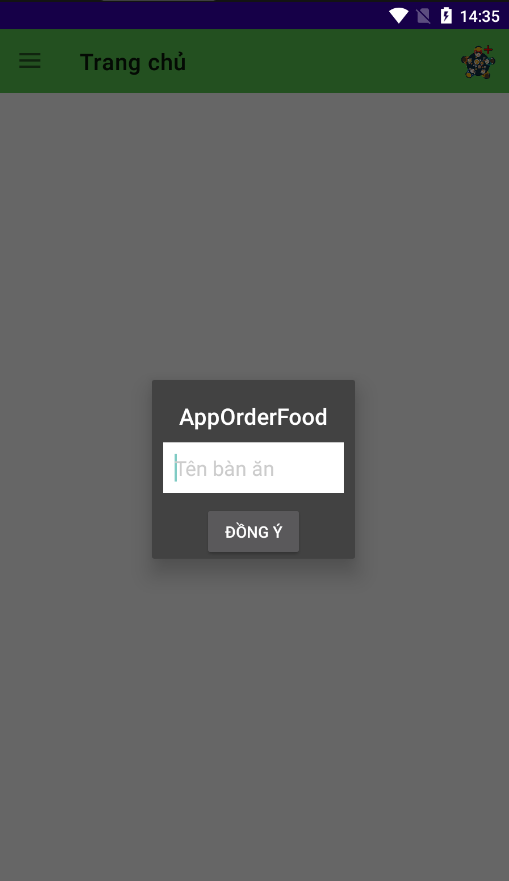 14:35
Trang chủ
AppOrderFood
Tên bàn ăn
ĐỒNG Ý